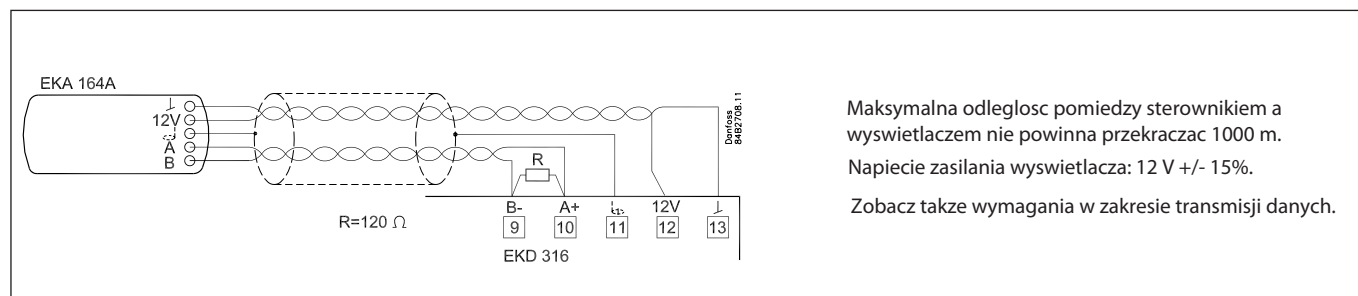 EKA 164A
12V
A
B
R
R=120 Ω
B-
A+
12V
9
10
11
12
13
EKD 316
Danfoss
84B2708.11
Maksymalna odleglosc pomiedzy sterownikiem a
wyswietlaczem nie powinna przekraczac 1000 m.
Napiecie zasilania wyswietlacza: 12 V +/- 15%.
Zobacz takze wymagania w zakresie transmisji danych.